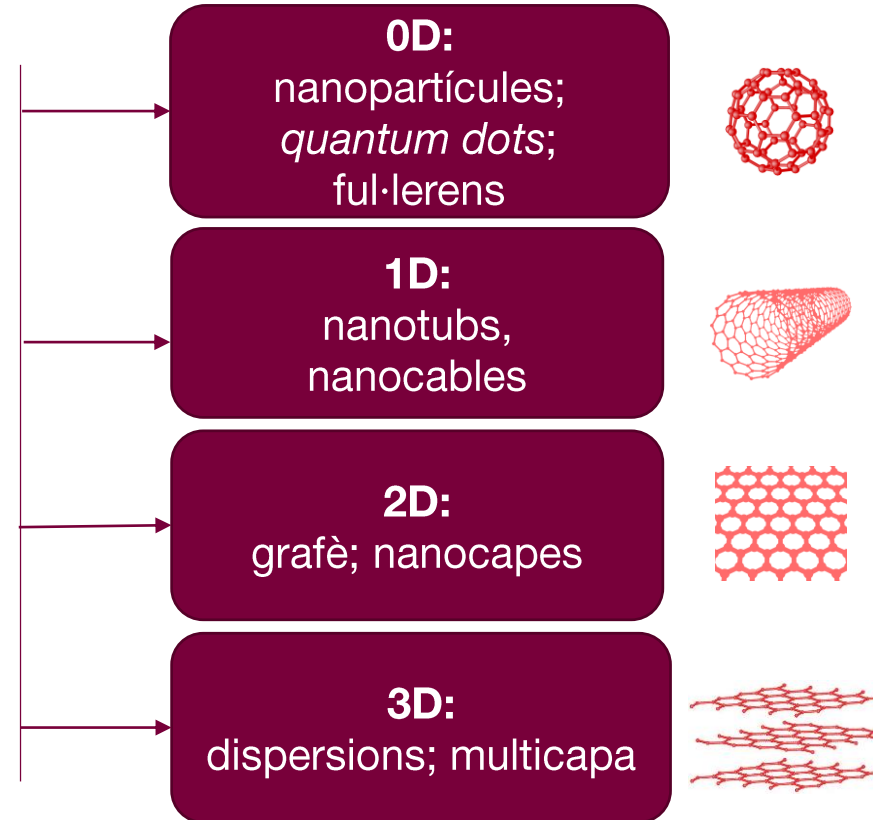 0D:
nanopartícules;
quantum dots;
ful·lerens
1D:
nanotubs,
nanocables
2D:
grafè; nanocapes
3D:
dispersions; multicapa